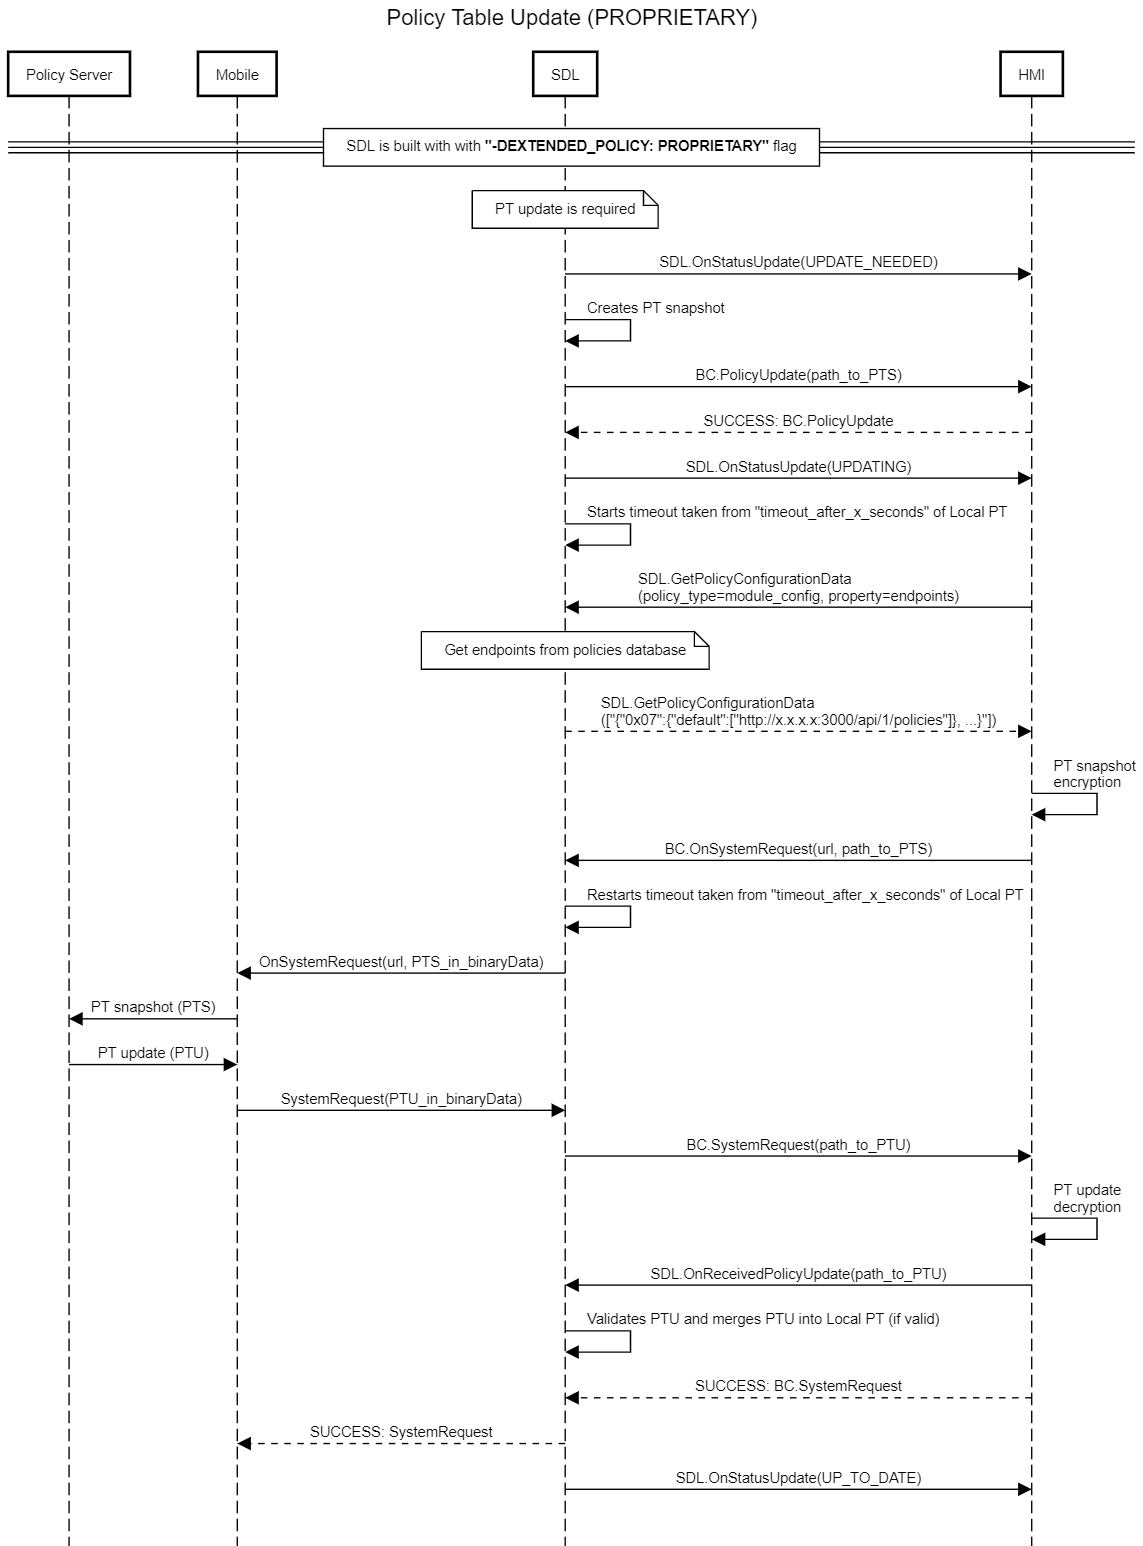 Policy Table Update (PROPRIETARY)
Policy Server
Mobile
SDL
HMI
SDL is built with with "-DEXTENDED_POLICY: PROPRIETARY" flag
PT update is required
SDL.OnStatusUpdate(UPDATE_NEEDED)
Creates PT snapshot
BC.PolicyUpdate(path_to_PTS)
SUCCESS: BC.PolicyUpdate
SDL.OnStatusUpdate(UPDATING)
Starts timeout taken from "timeout_after_x_seconds" of Local PT
SDL.GetPolicyConfigurationData
(policy_type=module_config, property=endpoints)
Get endpoints from policies database
SDL.GetPolicyConfigurationData
(["{"0x07":{"default":["http://x.x.x.x:3000/api/1/policies"]}, ...}"])
PT snapshot
encryption
BC.OnSystemRequest(url, path_to_PTS)
Restarts timeout taken from "timeout_after_x_seconds" of Local PT
OnSystemRequest(url, PTS_in_binaryData)
PT snapshot (PTS)
PT update (PTU)
SystemRequest(PTU_in_binaryData)
BC.SystemRequest(path_to_PTU)
PT update
decryption
SDL.OnReceivedPolicyUpdate(path_to_PTU)
Validates PTU and merges PTU into Local PT (if valid)
SUCCESS: BC.SystemRequest
SUCCESS: SystemRequest
SDL.OnStatusUpdate(UP_TO_DATE)